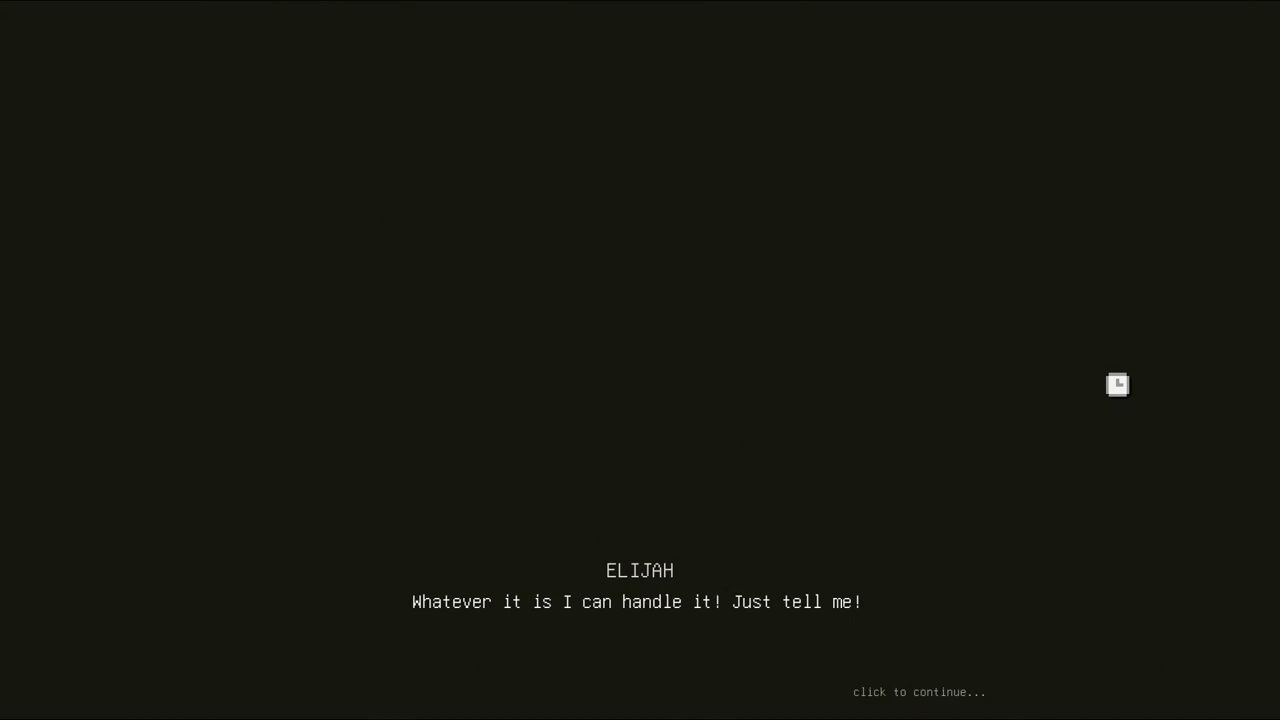 ELIJAH
Whatever it is I can handle it! Just tell me!
click to continue...